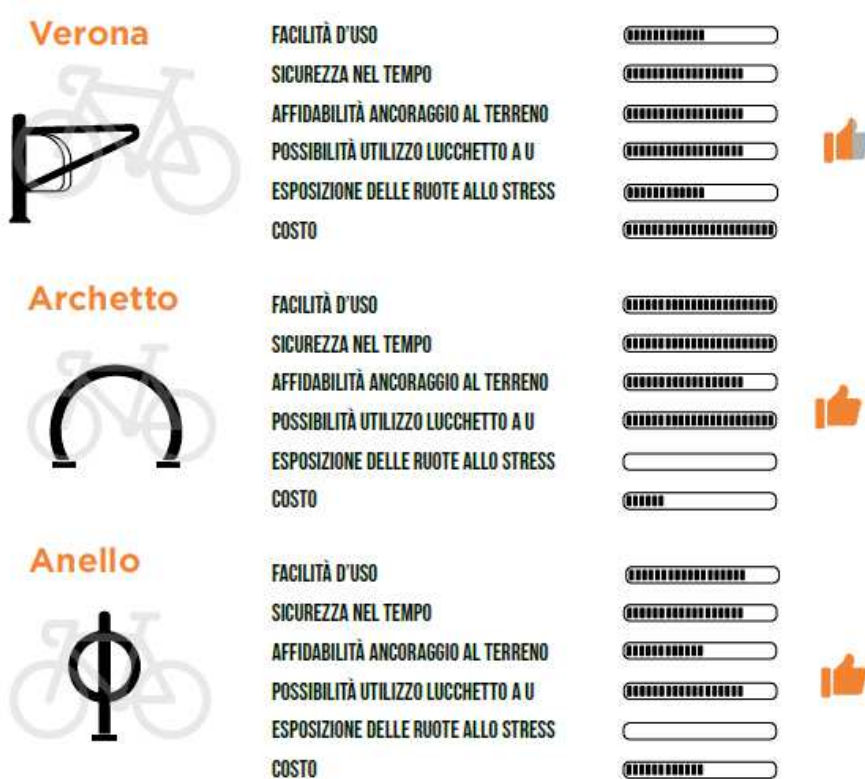 Verona
FACILITÀ D'USO
SICUREZZA NEL TEMPO
AFFIDABILITÀ ANCORAGGIO AL TERRENO
POSSIBILITÀ UTILIZZO LUCCHETTO A U
ESPOSIZIONE DELLE RUOTE ALLO STRESS
COSTO
Archetto
FACILITÀ D'USO
SICUREZZA NEL TEMPO
AFFIDABILITÀ ANCORAGGIO AL TERRENO
POSSIBILITÀ UTILIZZO LUCCHETTO A U
ESPOSIZIONE DELLE RUOTE ALLO STRESS
COSTO
Anello
FACILITÀ D'USO
SICUREZZA NEL TEMPO
AFFIDABILITÀ ANCORAGGIO AL TERRENO
POSSIBILITÀ UTILIZZO LUCCHETTO A U
ESPOSIZIONE DELLE RUOTE ALLO STRESS
COSTO